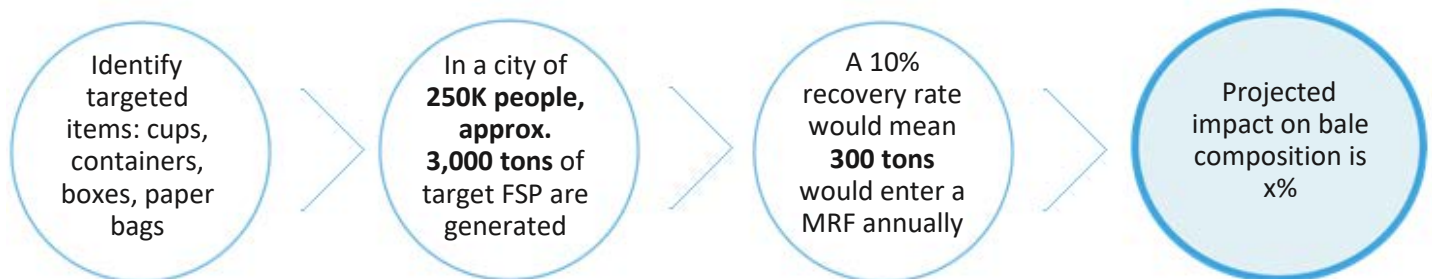 Identify
targeted
items: cups,
containers,
boxes, paper
bags
In a city of
250K people,
approx.
3,000 tons of
target FSP are
generated
A 10%
recovery rate
would mean
300 tons
would enter a
MRF annually
Projected
impact on bale
composition is
x%